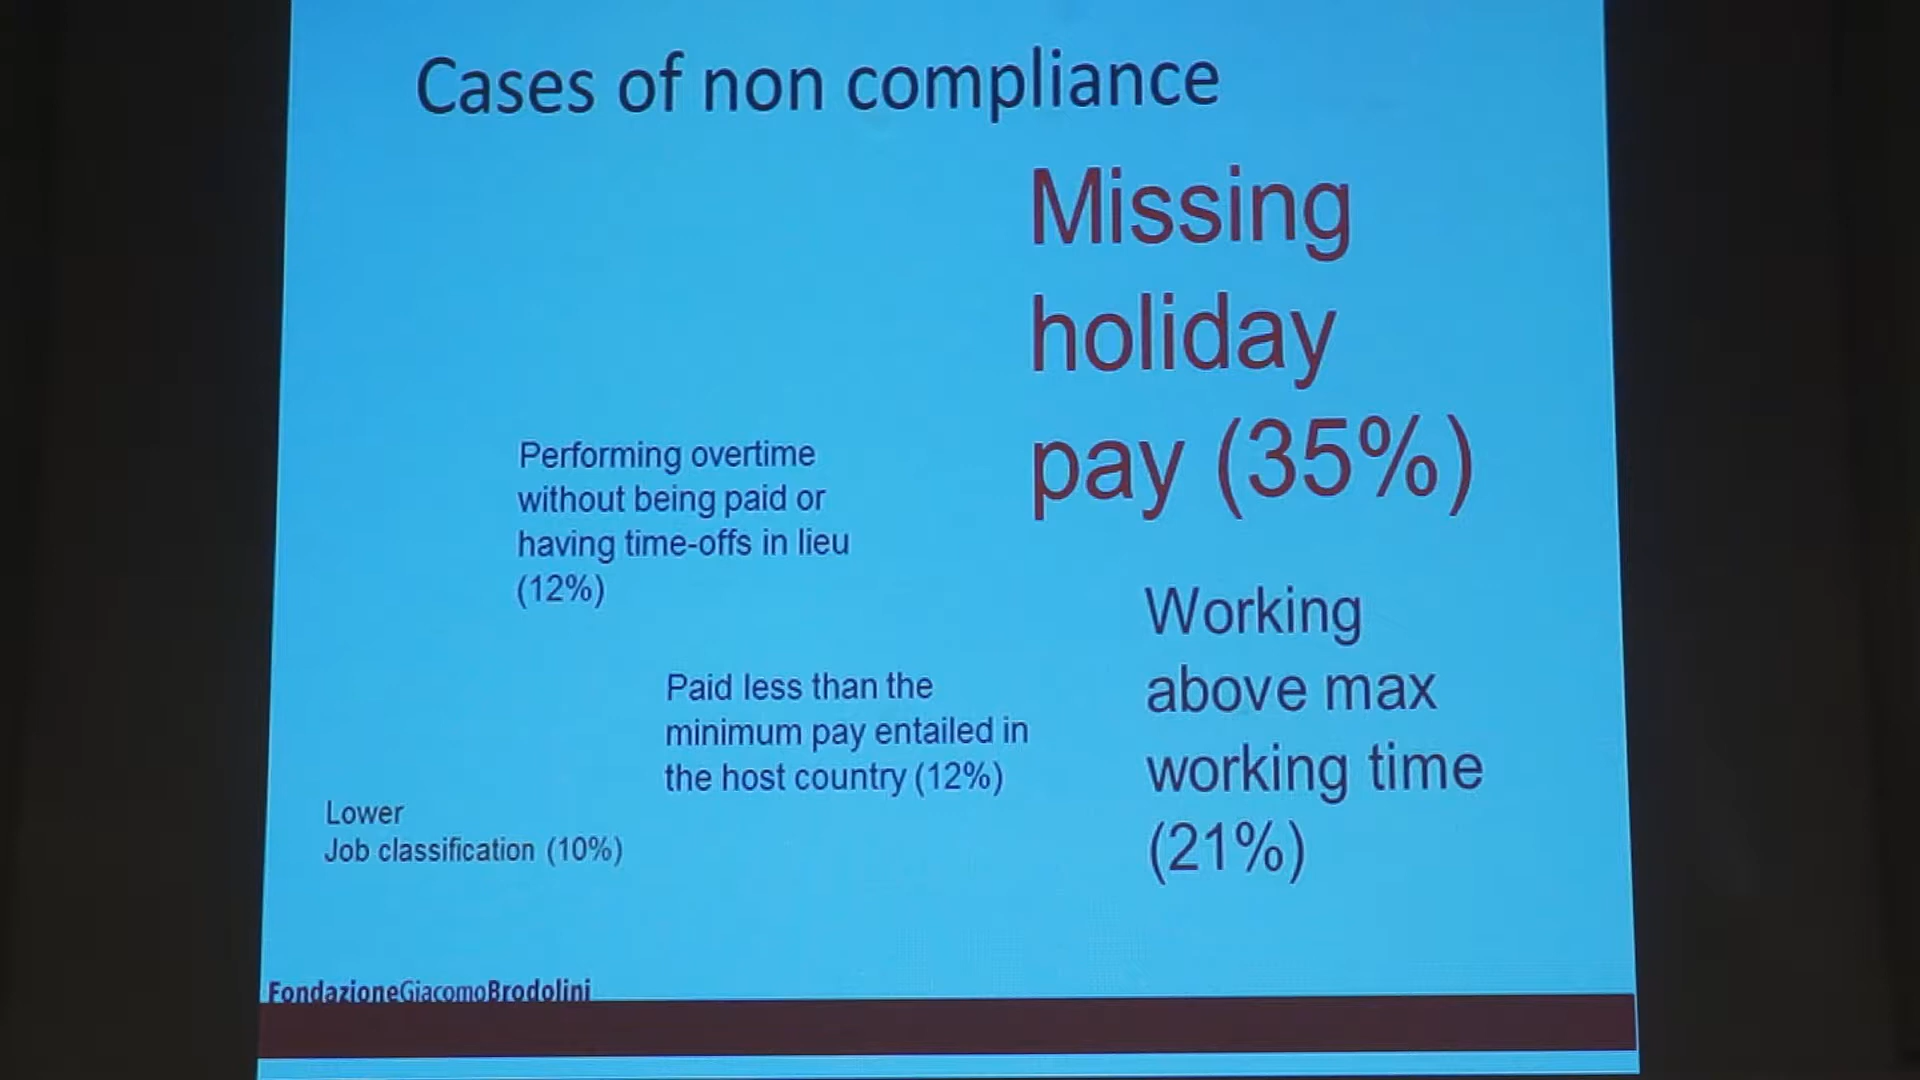 Cases of non compliance
Missing
holiday
pay (35%)
Performing overtime
without being paid or
having time-offs in lieu
(12%)
Working
above max
working time
(21%)
Paid less than the
minimum pay entailed in
the host country (12%)
Lower
Job classification (10%)
FondazioneGiacomoBrodolini